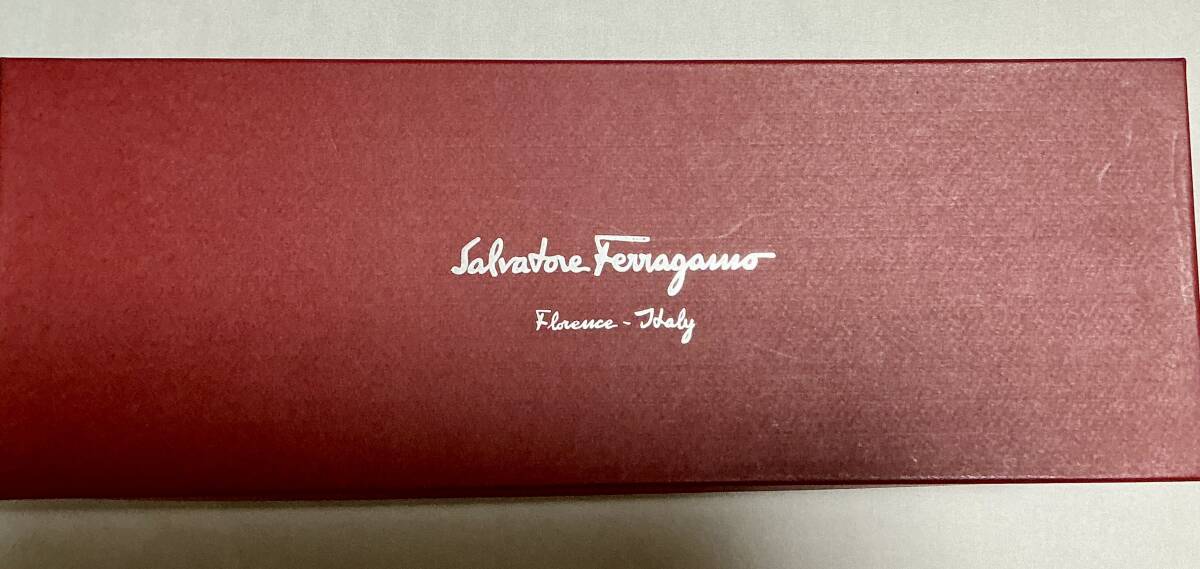 Salvatore Ferragamo
Florence - Italy